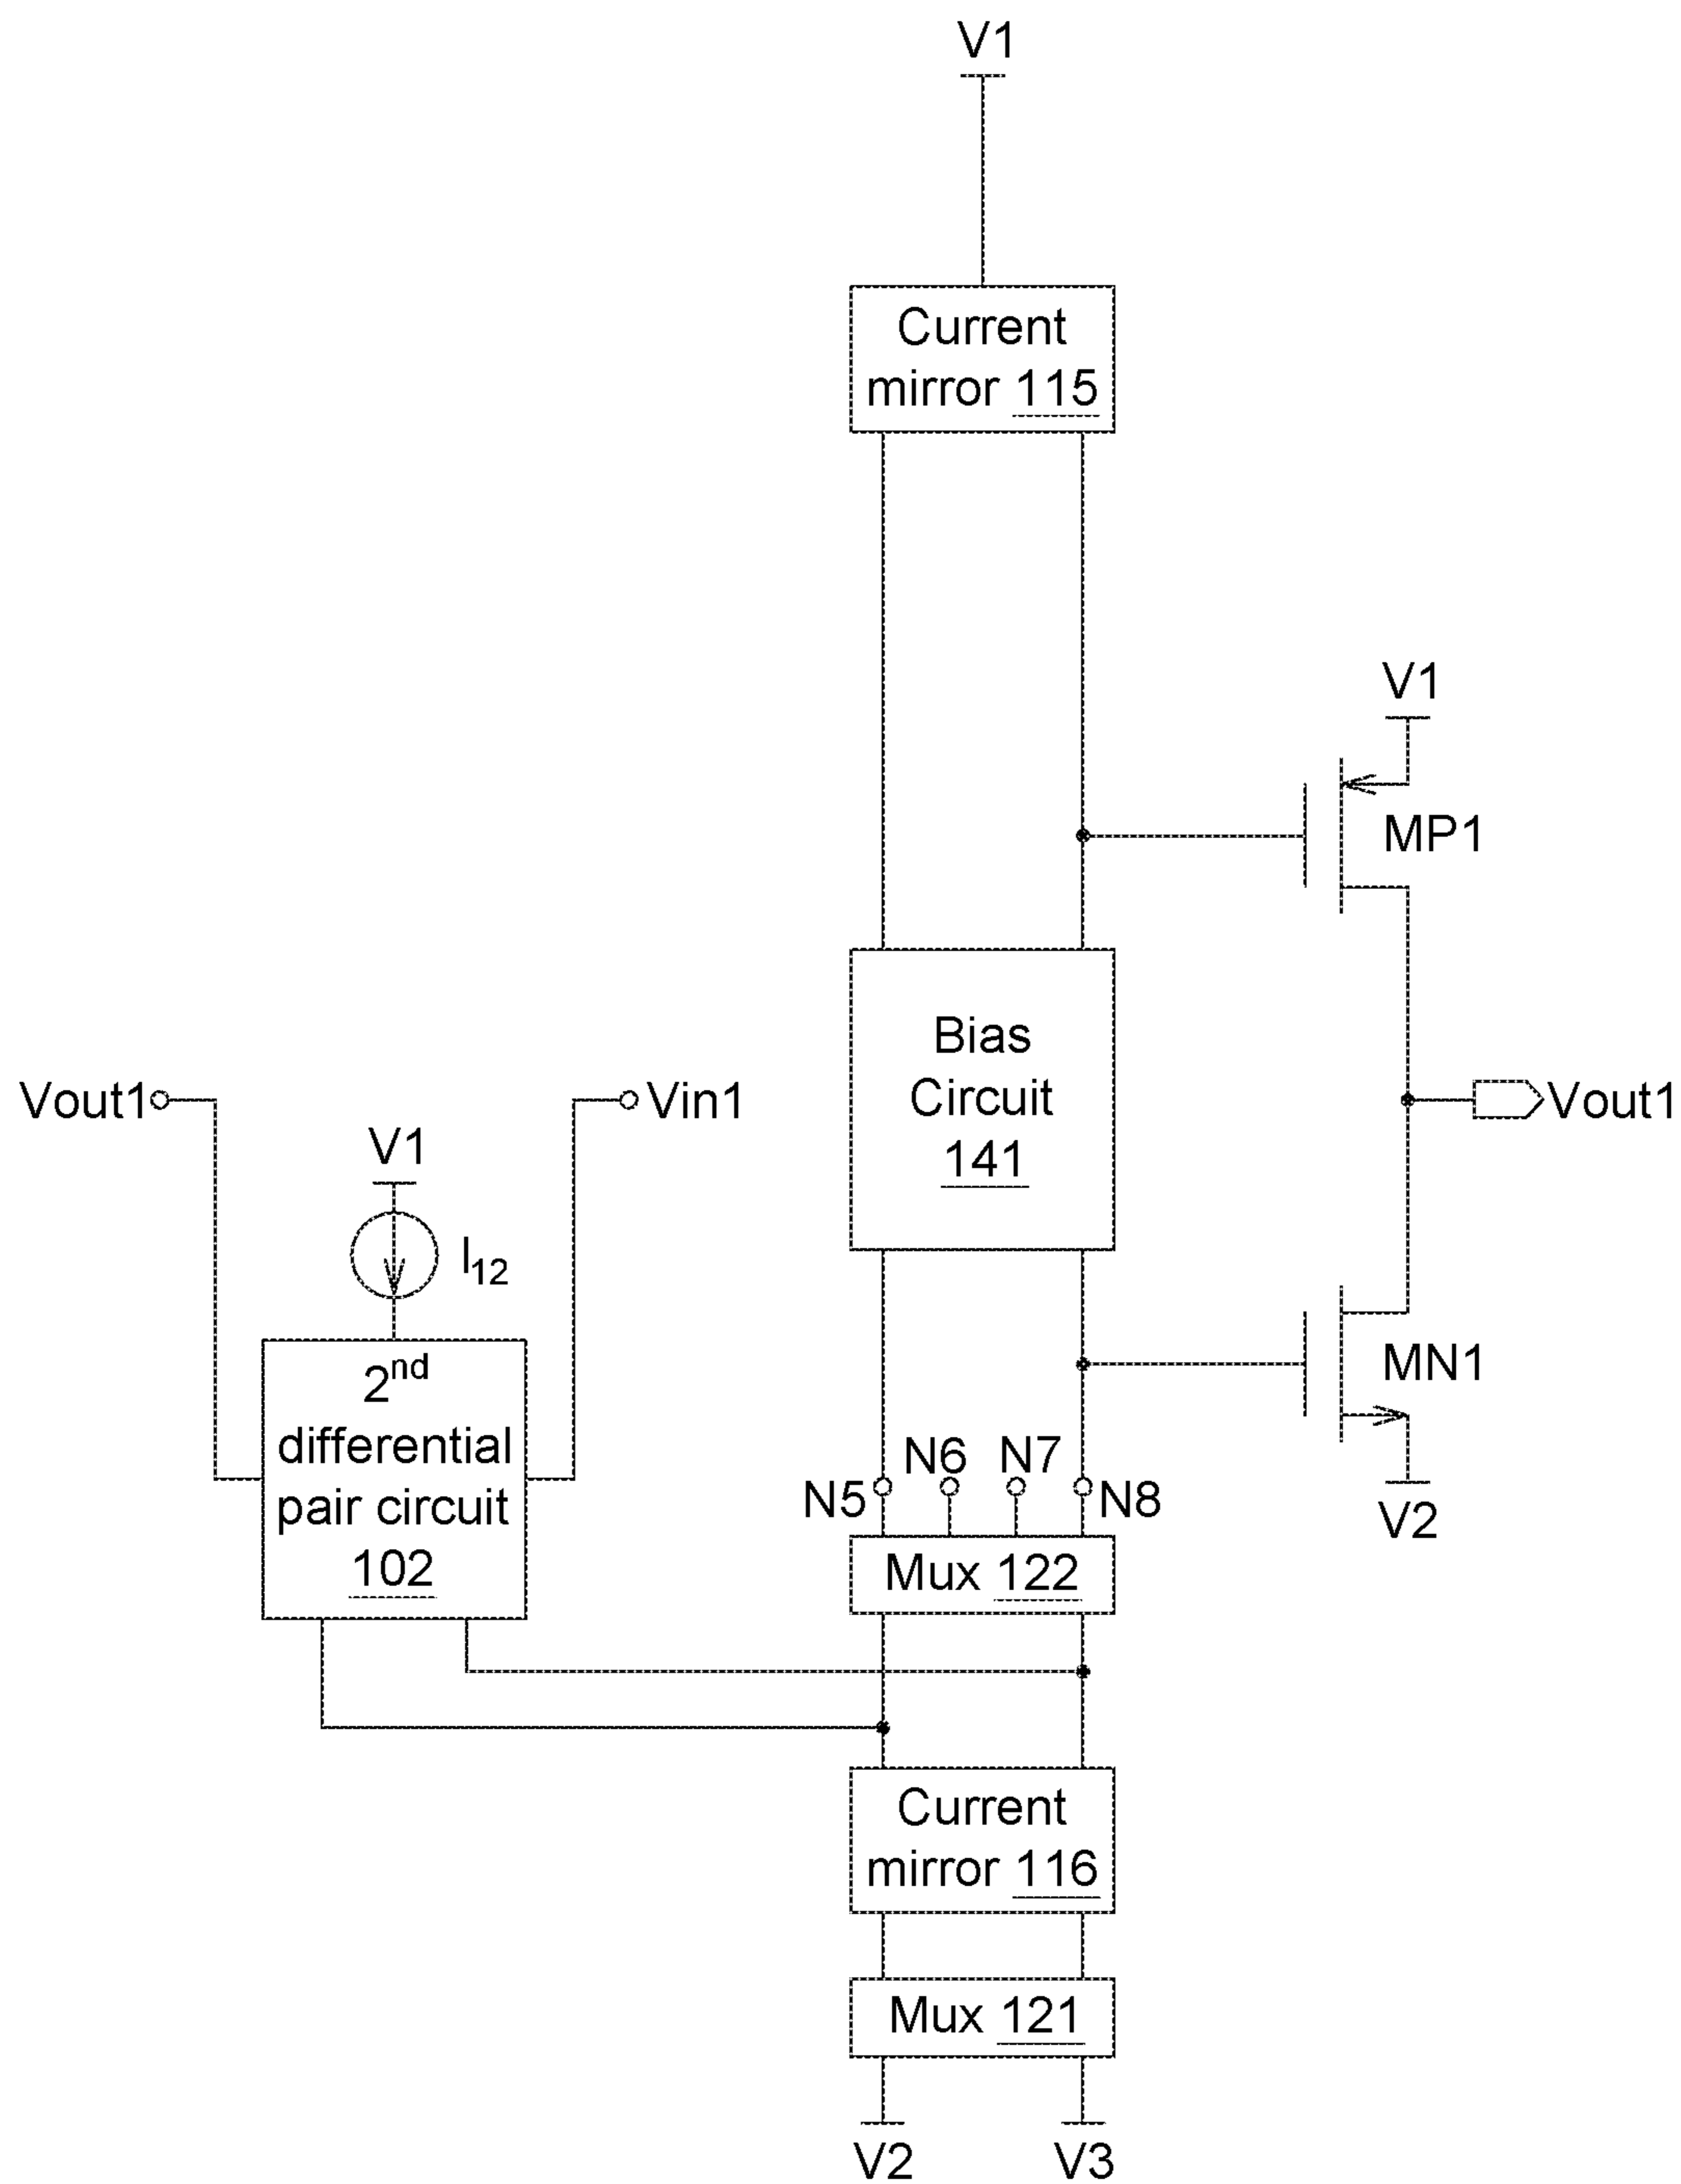 V1
Current
mirror 115
V1
MP1
Bias
Circuit
141
Vout1
Vin1
Vout1
V1
I12
2nd
differential
pair circuit
102
MN1
N6
N7
N5
N8
V2
Mux 122
Current
mirror 116
Mux 121
V2
V3